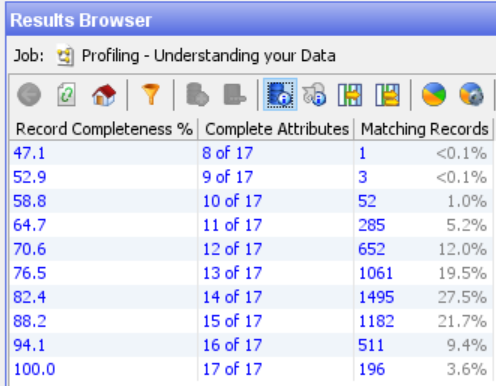 Results Browser
Job: Profiling - Understanding your Data
Record Completeness % Complete Attributes Matching Records
47.1 8 of 17 1 <0.1%
52.9 9 of 17 3 <0.1%
58.8 10 of 17 52 1.0%
64.7 11 of 17 285 5.2%
70.6 12 of 17 652 12.0%
76.5 13 of 17 1061 19.5%
82.4 14 of 17 1495 27.5%
88.2 15 of 17 1182 21.7%
94.1 16 of 17 511 9.4%
100.0 17 of 17 196 3.6%